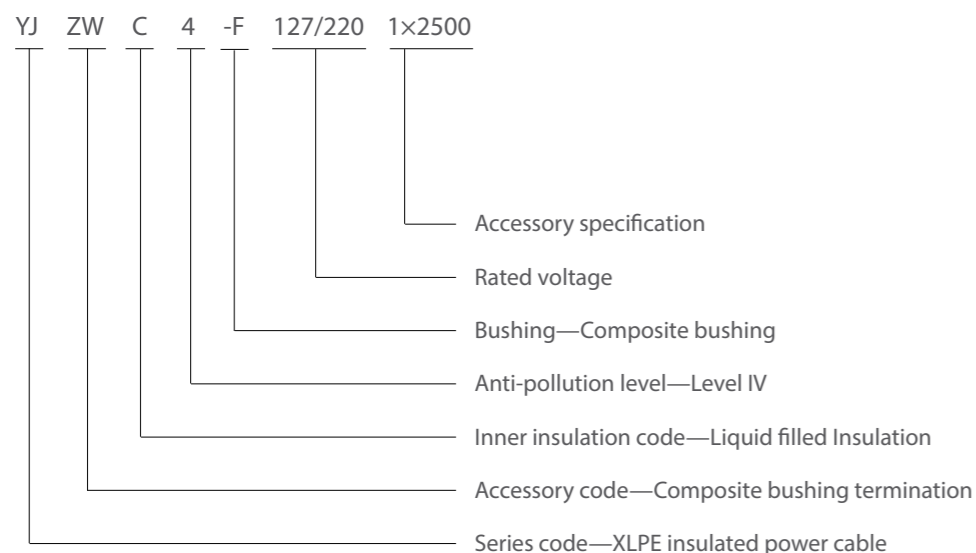 YJ ZW C 4 -F 127/220 1×2500
Accessory specification
Rated voltage
Bushing—Composite bushing
Anti-pollution level—Level IV
Inner insulation code—Liquid filled Insulation
Accessory code—Composite bushing termination
Series code—XLPE insulated power cable